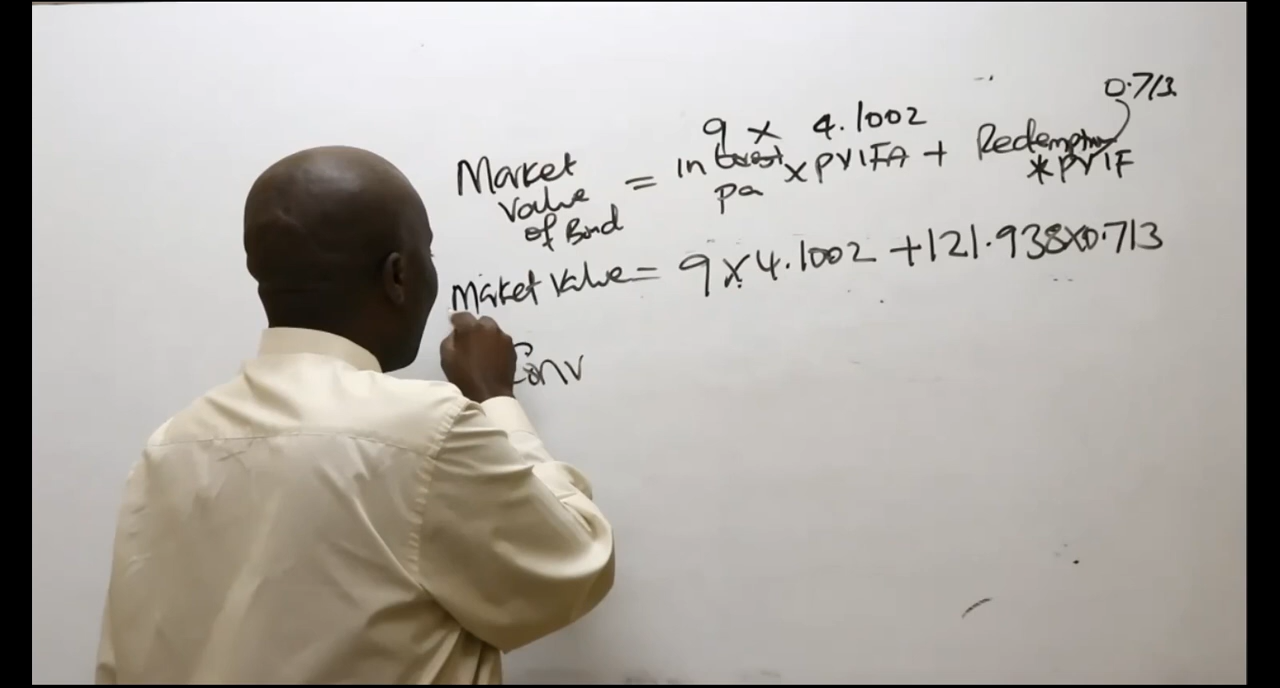 0.713
9 x 4.1002
Market Value of Bond = interest pa x PVIFA + Redemption * PVIF
Market Value = 9 x 4.1002 + 121.938 x 0.713
Conv